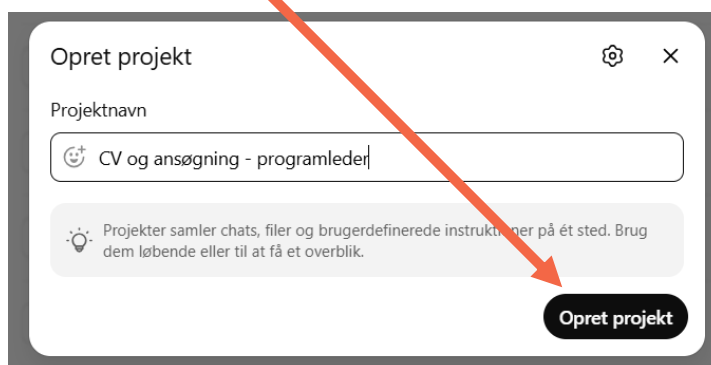 Opret projekt
Projektnavn
CV og ansøgning - programleder
Projekter samler chats, filer og brugerdefinerede instruktioner på ét sted. Brug
dem løbende eller til at få et overblik.
Opret projekt